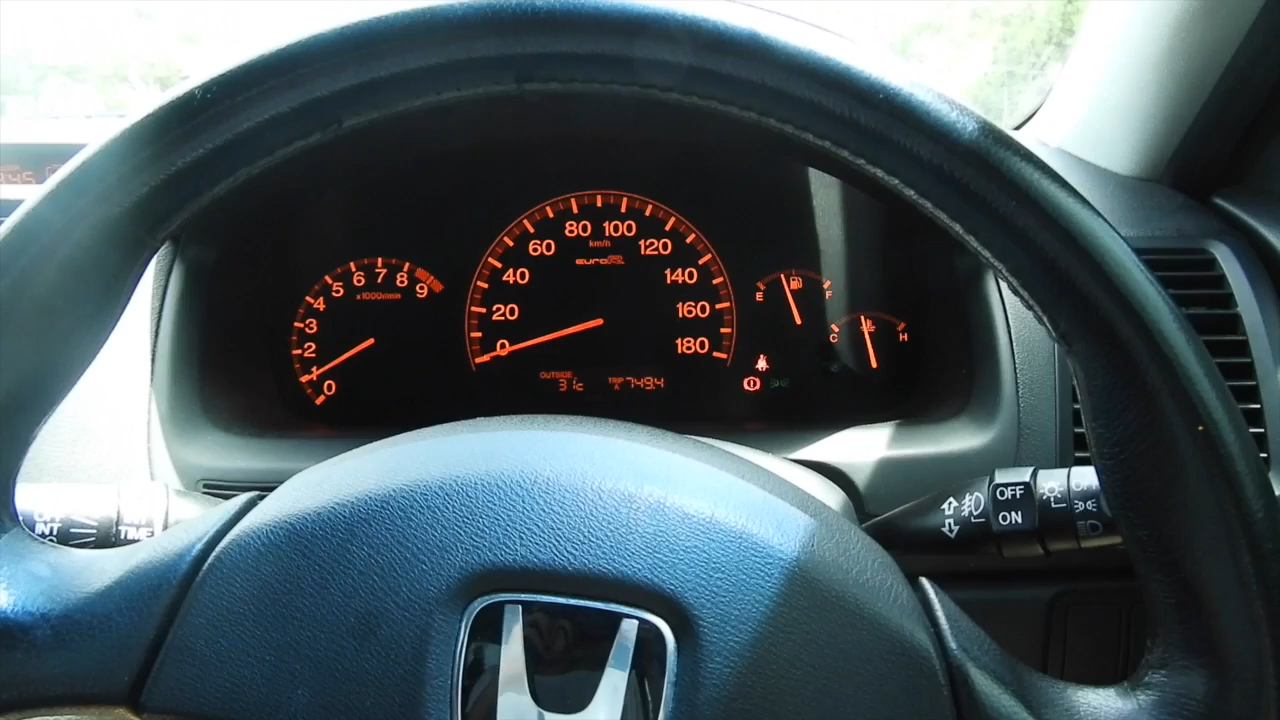 0
1
2
3
4
5
6
7
8
9
x1000r/min
0
20
40
60
80
100
120
140
160
180
km/h
euroR
OUTSIDE
31°C
TRIP
A
749.4
E
F
C
H
INT
TIME
OFF
ON